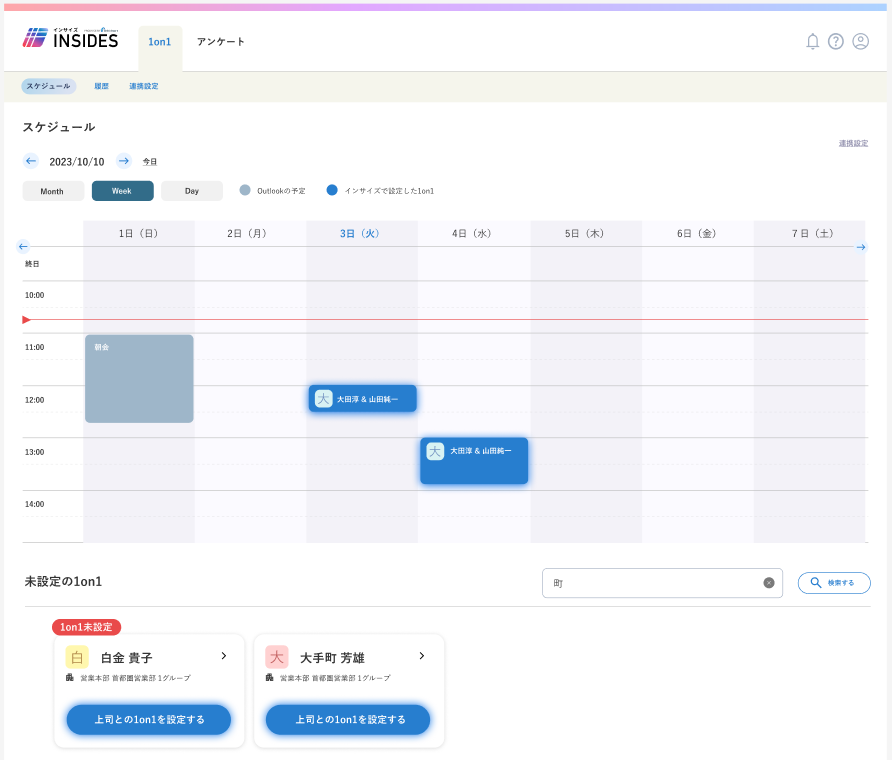 インサイズ
INSIDES
1on1
アンケート
スケジュール
履歴
連携設定
スケジュール
連携設定
2023/10/10
今日
Month
Week
Day
Outlookの予定
インサイズで設定した1on1
1日（日）
2日（月）
3日（火）
4日（水）
5日（木）
6日（金）
７日（土）
終日
10:00
11:00
朝会
12:00
大
大田淳 & 山田純一
13:00
大
大田淳 & 山田純一
14:00
未設定の1on1
町
検索する
1on1未設定
白
白金 貴子
営業本部 首都圏営業部 1グループ
上司との1on1を設定する
大
大手町 芳雄
営業本部 首都圏営業部 1グループ
上司との1on1を設定する